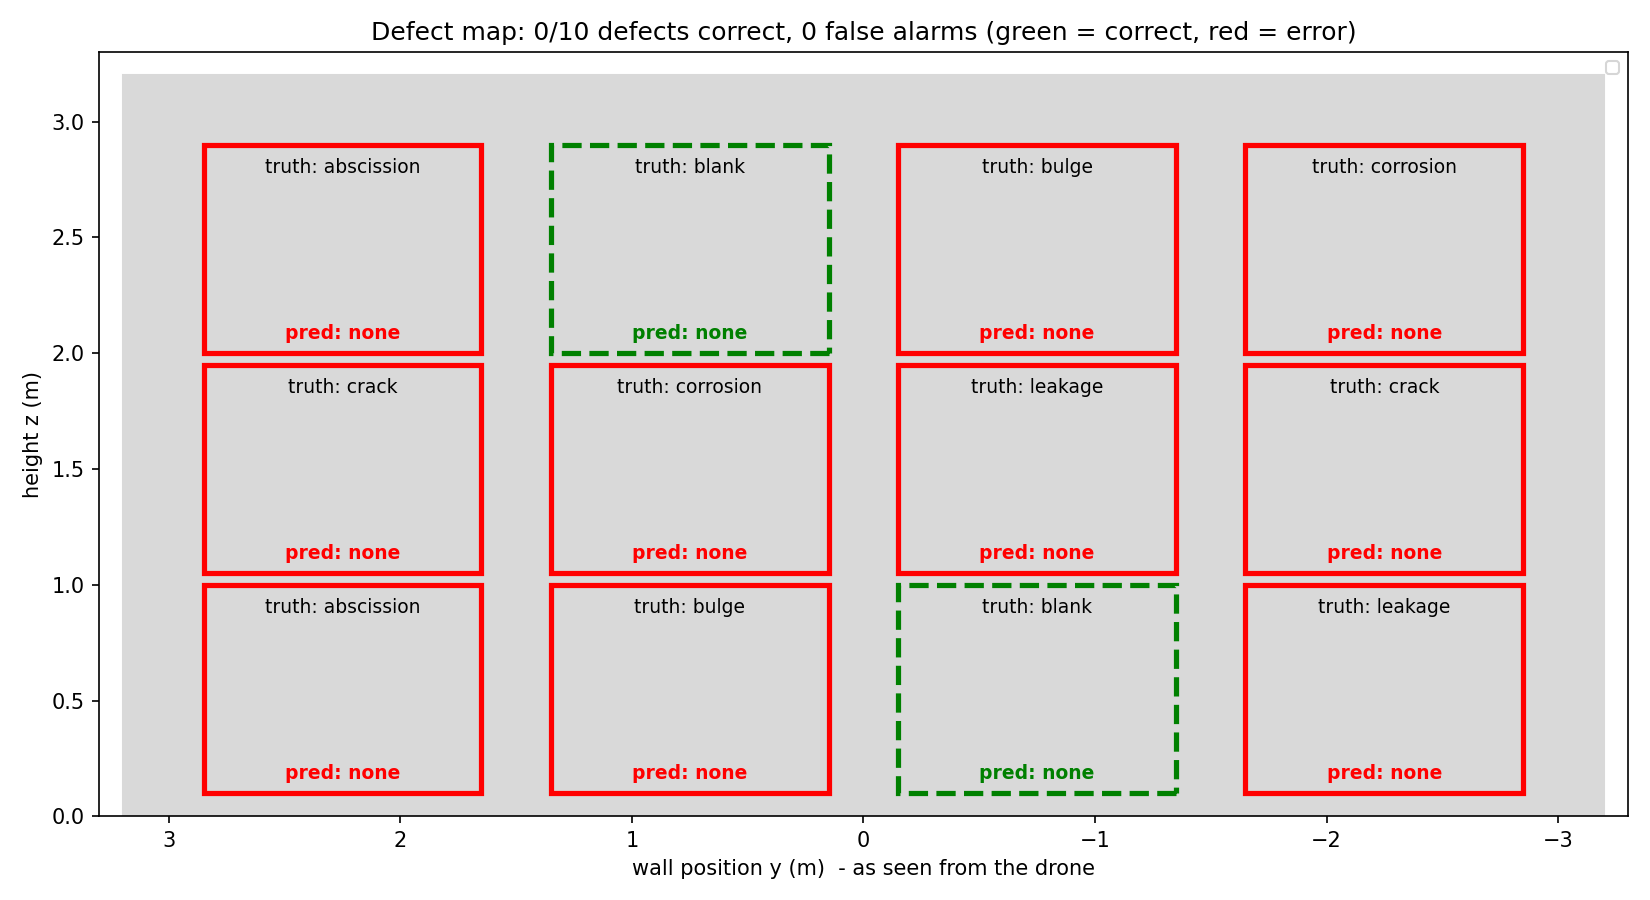 Defect map: 0/10 defects correct, 0 false alarms (green = correct, red = error)
3.0
truth: abscission
truth: blank
truth: bulge
truth: corrosion
2.5
pred: none
pred: none
pred: none
pred: none
2.0
truth: crack
truth: corrosion
truth: leakage
truth: crack
height z (m)
1.5
pred: none
pred: none
pred: none
pred: none
1.0
truth: abscission
truth: bulge
truth: blank
truth: leakage
0.5
pred: none
pred: none
pred: none
pred: none
0.0
3 2 1 0 −1 −2 −3
wall position y (m)  - as seen from the drone